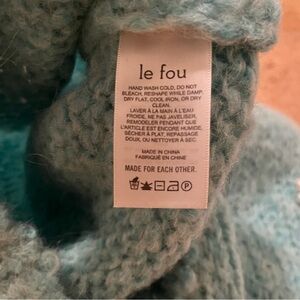 le fou
HAND WASH COLD, DO NOT
BLEACH, RESHAPE WHILE DAMP,
DRY FLAT, COOL IRON, OR DRY
CLEAN.
LAVER À LA MAIN À L'EAU
FROIDE, NE PAS JAVELISER,
REMODELER PENDANT QUE
L'ARTICLE EST ENCORE HUMIDE,
SÉCHER À PLAT, REPASSAGE
DOUX, OU NETTOYER À SEC.
MADE IN CHINA
FABRIQUÉ EN CHINE
MADE FOR EACH OTHER.
P